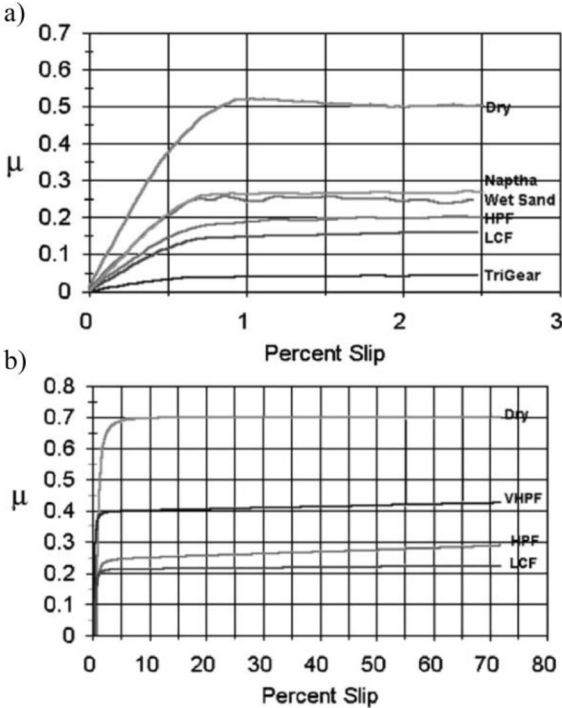 a)
0.7
0.6
0.5
Dry
0.4
μ
0.3
Naptha
Wet Sand
0.2
HPF
LCF
0.1
TriGear
0
0 1 2 3
Percent Slip
b)
0.8
0.7
Dry
0.6
0.5
μ
VHPF
0.4
0.3
HPF
LCF
0.2
0.1
0
0 10 20 30 40 50 60 70 80
Percent Slip